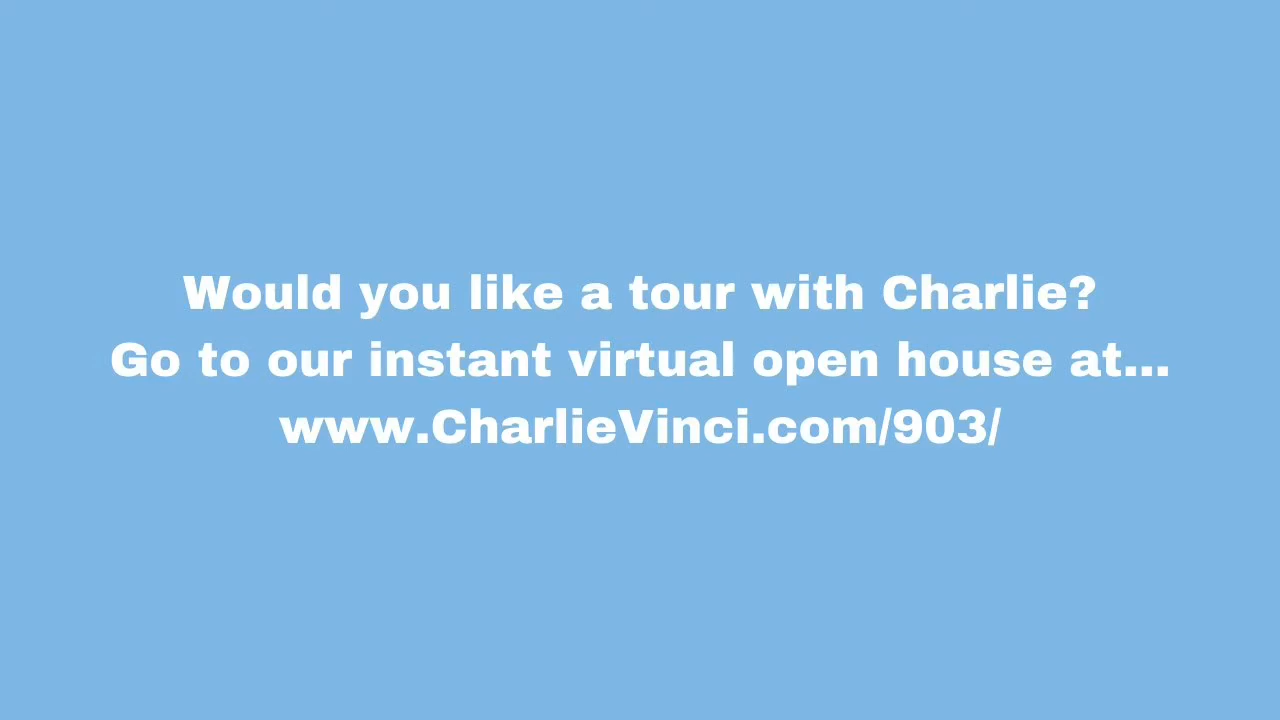 Would you like a tour with Charlie?
Go to our instant virtual open house at...
www.CharlieVinci.com/903/